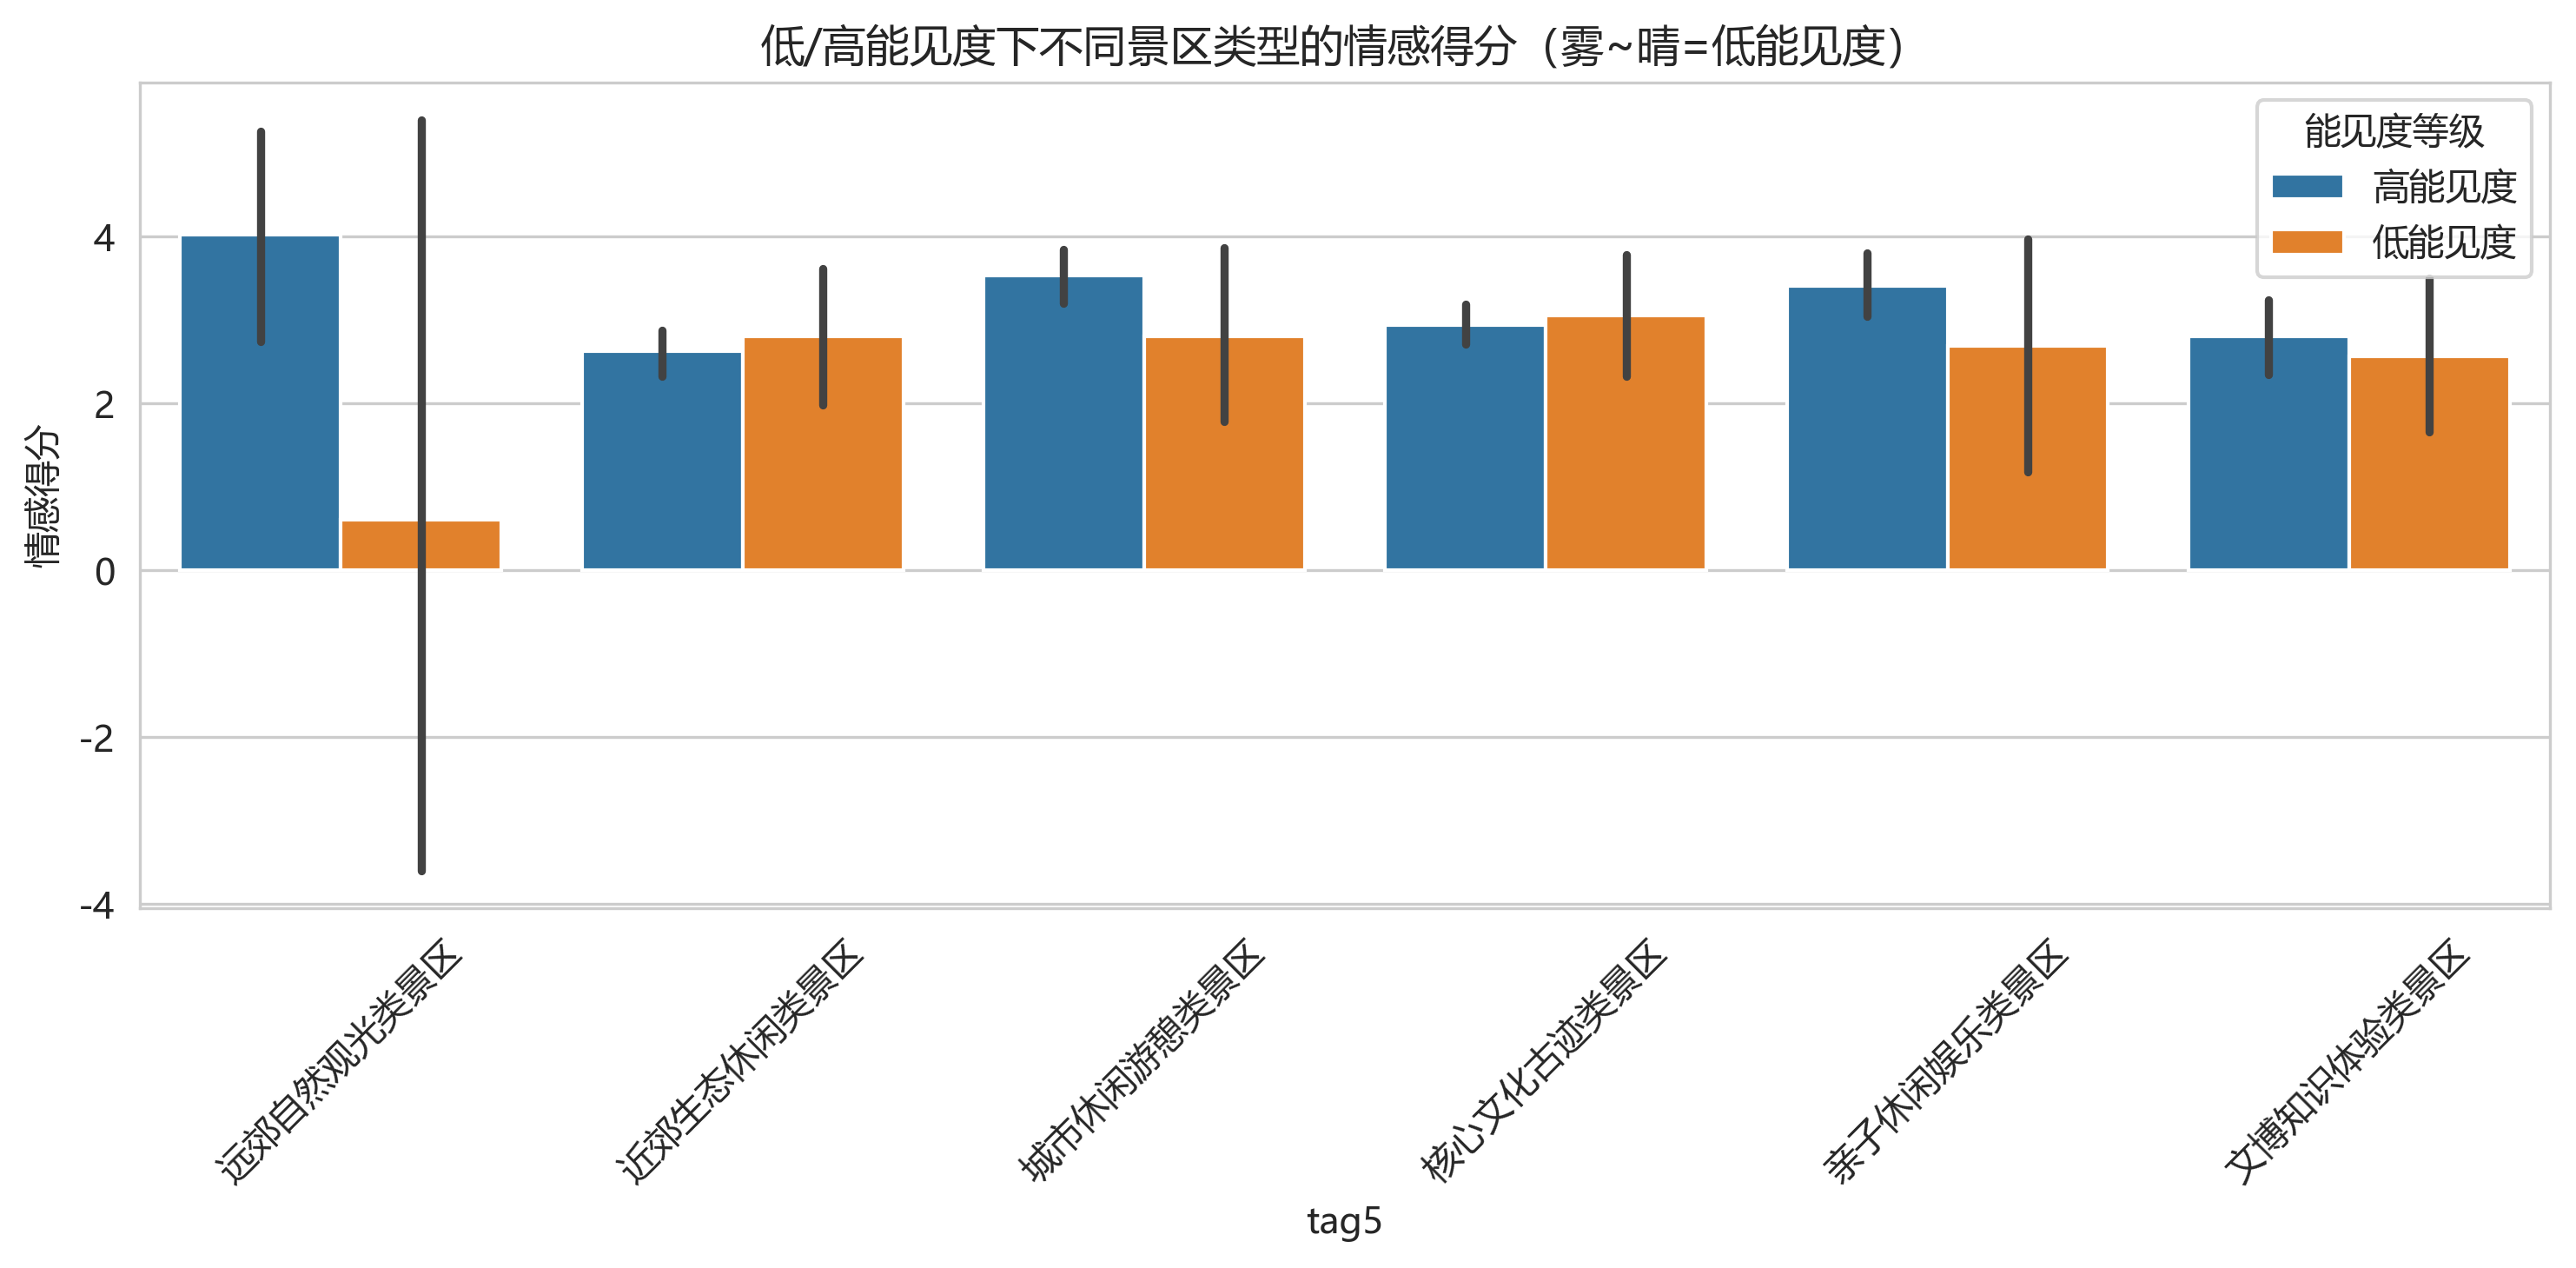 低/高能见度下不同景区类型的情感得分（雾~晴=低能见度）
能见度等级
高能见度
低能见度
情感得分
4
2
0
-2
-4
远郊自然观光类景区
近郊生态休闲类景区
城市休闲游憩类景区
核心文化古迹类景区
亲子休闲娱乐类景区
文博知识体验类景区
tag5